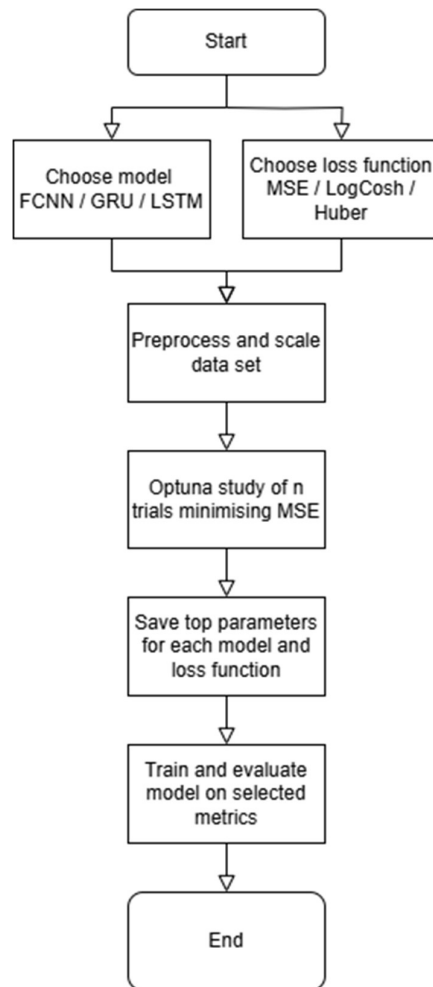 Start
Choose model
FCNN / GRU / LSTM
Choose loss function
MSE / LogCosh /
Huber
Preprocess and scale
data set
Optuna study of n
trials minimising MSE
Save top parameters
for each model and
loss function
Train and evaluate
model on selected
metrics
End